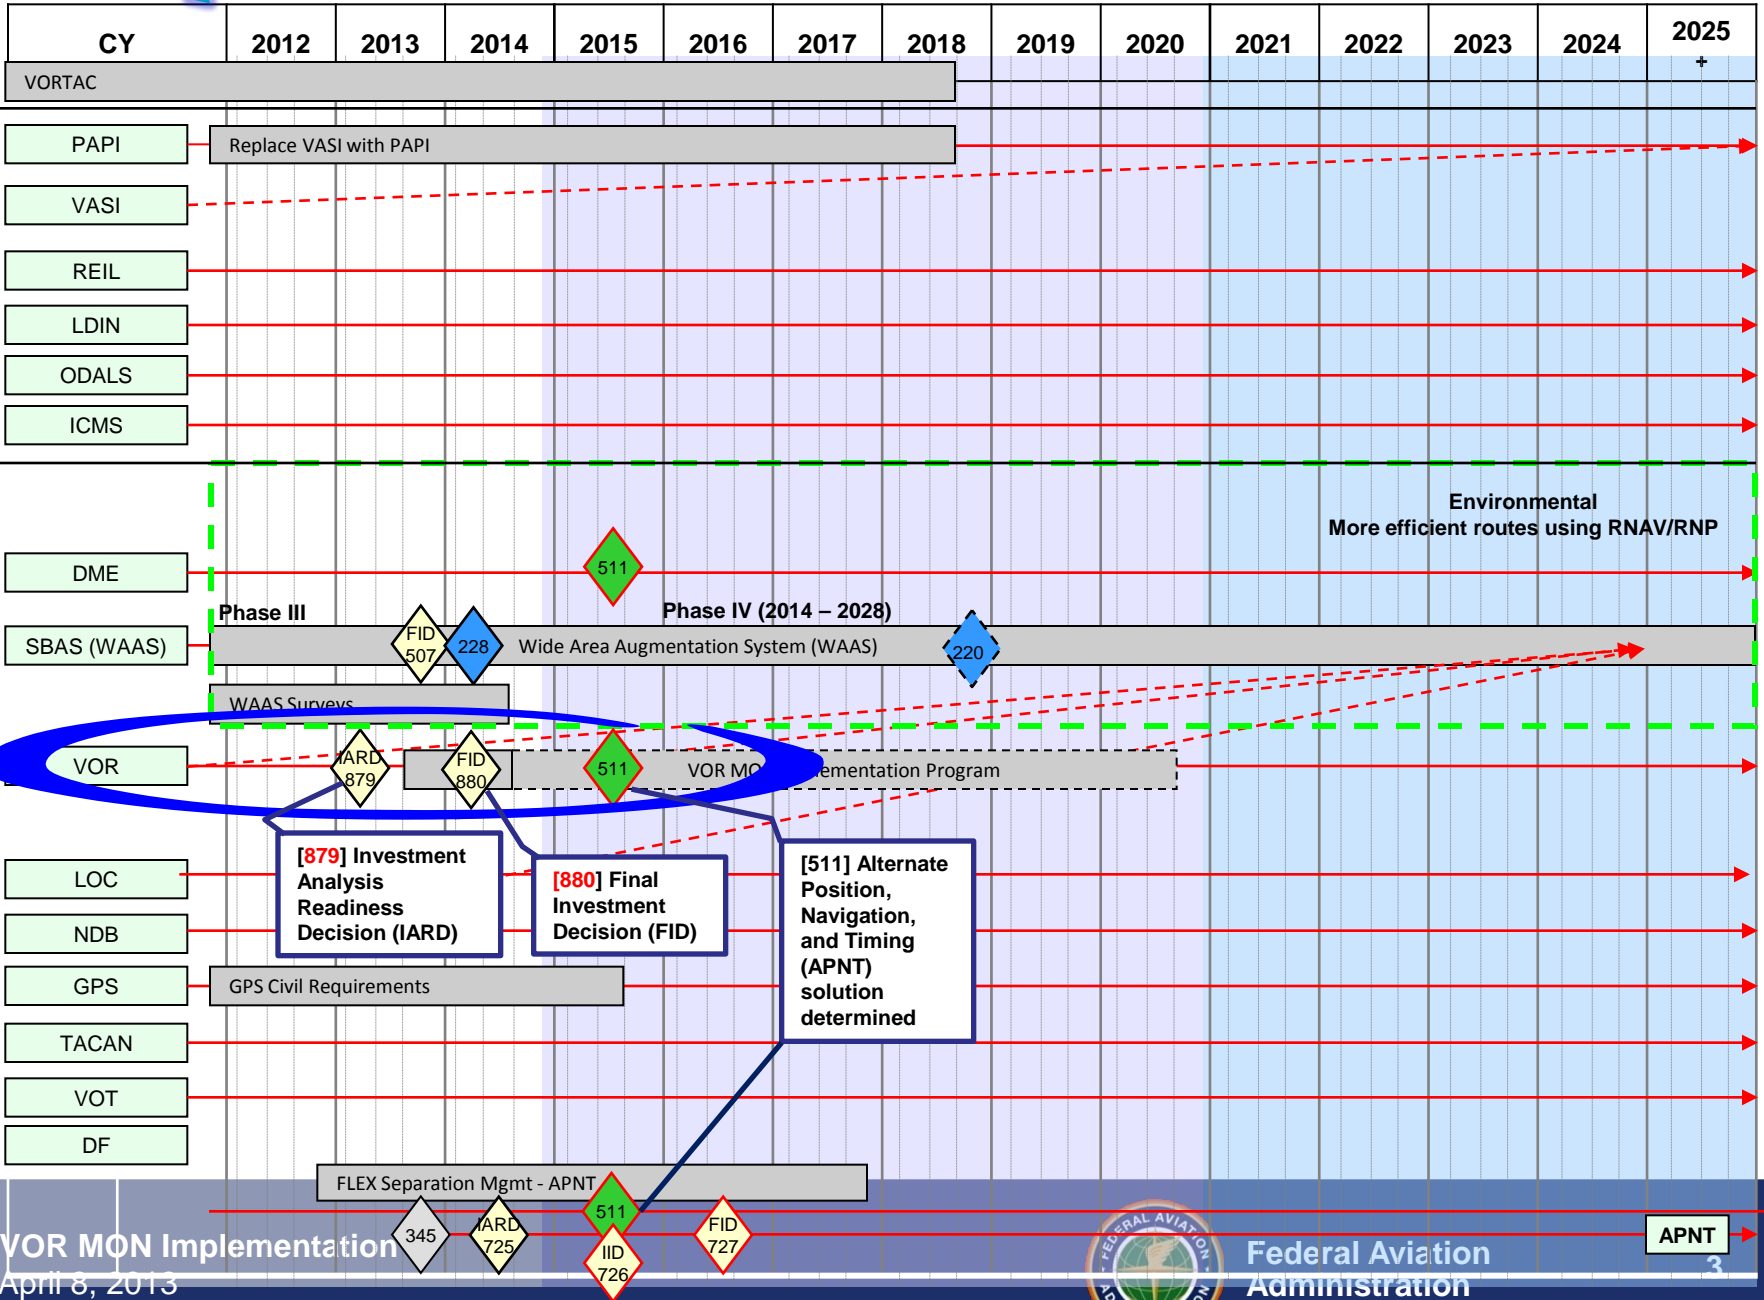 CY 2012 2013 2014 2015 2016 2017 2018 2019 2020 2021 2022 2023 2024 2025
+
VORTAC
PAPI
Replace VASI with PAPI
VASI
REIL
LDIN
ODALS
ICMS
Environmental
More efficient routes using RNAV/RNP
DME
511
Phase III
Phase IV (2014 – 2028)
SBAS (WAAS)
FID
507
228
Wide Area Augmentation System (WAAS)
220
WAAS Surveys
VOR
IARD
879
FID
880
511
VOR MO ementation Program
[879] Investment
Analysis
Readiness
Decision (IARD)
[880] Final
Investment
Decision (FID)
[511] Alternate
Position,
Navigation,
and Timing
(APNT)
solution
determined
LOC
NDB
GPS
GPS Civil Requirements
TACAN
VOT
DF
FLEX Separation Mgmt - APNT
511
345
IARD
725
IID
726
FID
727
APNT
VOR MON Implementation
April 8, 2013
FEDERAL AVIATION
Federal Aviation
Administration
3